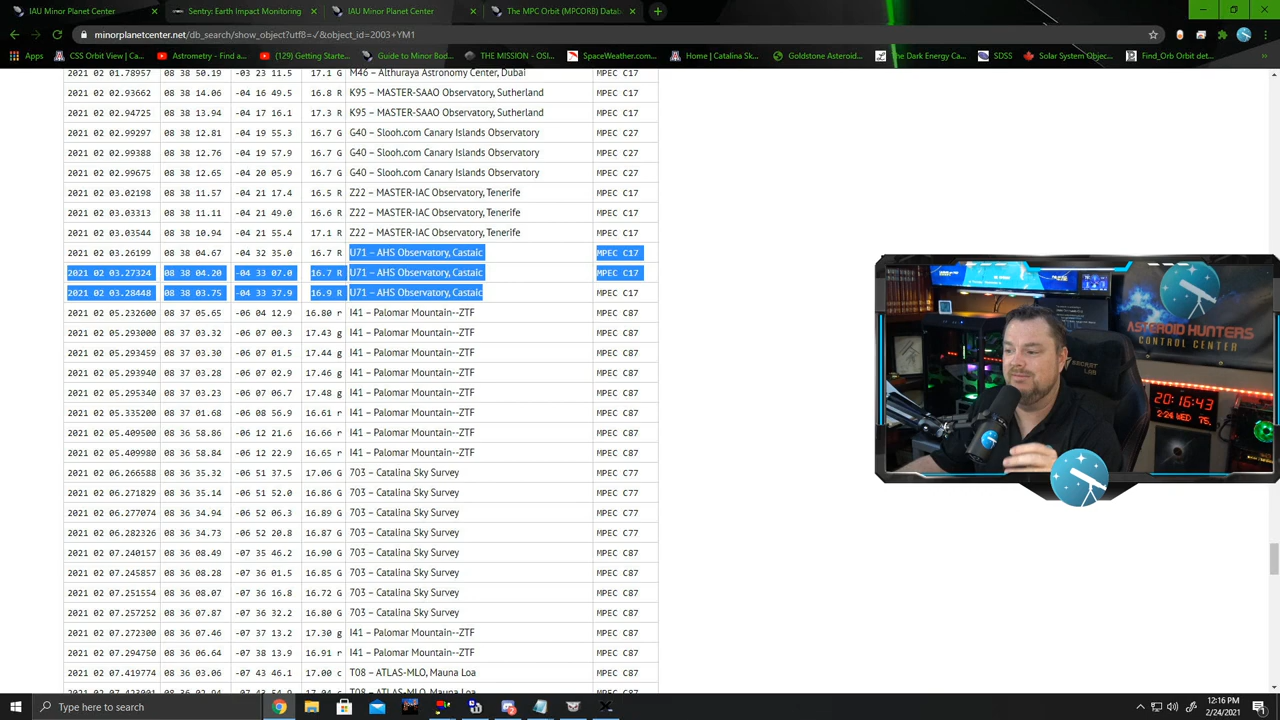 IAU Minor Planet Center
Sentry: Earth Impact Monitoring
IAU Minor Planet Center
The MPC Orbit (MPCORB) Datab
minorplanetcenter.net/db_search/show_object?utf8=✓&object_id=2003+YM1
Apps CSS Orbit View | Ca... Astrometry - Find a... (129) Getting Starte... Guide to Minor Bod... THE MISSION - OSI... SpaceWeather.com... Home | Catalina Sk... Goldstone Asteroid... The Dark Energy Ca... SDSS Solar System Objec... Find_Orb Orbit det...
2021 02 01.78957 08 38 50.19 -03 23 11.5 17.1 G M46 – Althuraya Astronomy Center, Dubai MPEC C17
2021 02 02.93662 08 38 14.06 -04 16 49.5 16.8 R K95 – MASTER-SAAO Observatory, Sutherland MPEC C17
2021 02 02.94725 08 38 13.94 -04 17 16.1 17.3 R K95 – MASTER-SAAO Observatory, Sutherland MPEC C17
2021 02 02.99297 08 38 12.81 -04 19 55.3 16.7 G G40 – Slooh.com Canary Islands Observatory MPEC C27
2021 02 02.99388 08 38 12.76 -04 19 57.9 16.7 G G40 – Slooh.com Canary Islands Observatory MPEC C27
2021 02 02.99675 08 38 12.65 -04 20 05.9 16.7 G G40 – Slooh.com Canary Islands Observatory MPEC C27
2021 02 03.02198 08 38 11.57 -04 21 17.4 16.5 R Z22 – MASTER-IAC Observatory, Tenerife MPEC C17
2021 02 03.03313 08 38 11.11 -04 21 49.0 16.6 R Z22 – MASTER-IAC Observatory, Tenerife MPEC C17
2021 02 03.03544 08 38 10.94 -04 21 55.4 17.1 R Z22 – MASTER-IAC Observatory, Tenerife MPEC C17
2021 02 03.26199 08 38 04.67 -04 32 35.0 16.7 R U71 – AHS Observatory, Castaic MPEC C17
2021 02 03.27324 08 38 04.20 -04 33 07.0 16.7 R U71 – AHS Observatory, Castaic MPEC C17
2021 02 03.28448 08 38 03.75 -04 33 37.9 16.9 R U71 – AHS Observatory, Castaic MPEC C17
2021 02 05.232600 08 37 05.65 -06 04 12.9 16.80 r I41 – Palomar Mountain--ZTF MPEC C87
2021 02 05.293000 08 37 03.32 -06 07 00.3 17.43 g I41 – Palomar Mountain--ZTF MPEC C87
2021 02 05.293459 08 37 03.30 -06 07 01.5 17.44 g I41 – Palomar Mountain--ZTF MPEC C87
2021 02 05.293940 08 37 03.28 -06 07 02.9 17.46 g I41 – Palomar Mountain--ZTF MPEC C87
2021 02 05.295340 08 37 03.23 -06 07 06.7 17.48 g I41 – Palomar Mountain--ZTF MPEC C87
2021 02 05.335200 08 37 01.68 -06 08 56.9 16.61 r I41 – Palomar Mountain--ZTF MPEC C87
2021 02 05.409500 08 36 58.86 -06 12 21.6 16.66 r I41 – Palomar Mountain--ZTF MPEC C87
2021 02 05.409980 08 36 58.84 -06 12 22.9 16.65 r I41 – Palomar Mountain--ZTF MPEC C87
2021 02 06.266588 08 36 35.32 -06 51 37.5 17.06 G 703 – Catalina Sky Survey MPEC C77
2021 02 06.271829 08 36 35.14 -06 51 52.0 16.86 G 703 – Catalina Sky Survey MPEC C77
2021 02 06.277074 08 36 34.94 -06 52 06.3 16.89 G 703 – Catalina Sky Survey MPEC C77
2021 02 06.282326 08 36 34.73 -06 52 20.8 16.87 G 703 – Catalina Sky Survey MPEC C77
2021 02 07.240157 08 36 08.49 -07 35 46.2 16.90 G 703 – Catalina Sky Survey MPEC C87
2021 02 07.245857 08 36 08.28 -07 36 01.5 16.85 G 703 – Catalina Sky Survey MPEC C87
2021 02 07.251554 08 36 08.07 -07 36 16.8 16.72 G 703 – Catalina Sky Survey MPEC C87
2021 02 07.257252 08 36 07.87 -07 36 32.2 16.80 G 703 – Catalina Sky Survey MPEC C87
2021 02 07.272300 08 36 07.46 -07 37 13.2 17.30 g I41 – Palomar Mountain--ZTF MPEC C87
2021 02 07.294750 08 36 06.64 -07 38 13.9 16.91 r I41 – Palomar Mountain--ZTF MPEC C87
2021 02 07.419774 08 36 03.06 -07 43 46.1 17.00 c T08 – ATLAS-MLO, Mauna Loa MPEC C87
ASTEROID HUNTERS
CONTROL CENTER
SECRET
LAB
20:16:43
2-24 WED 75.
Type here to search
12:16 PM
2/24/2021